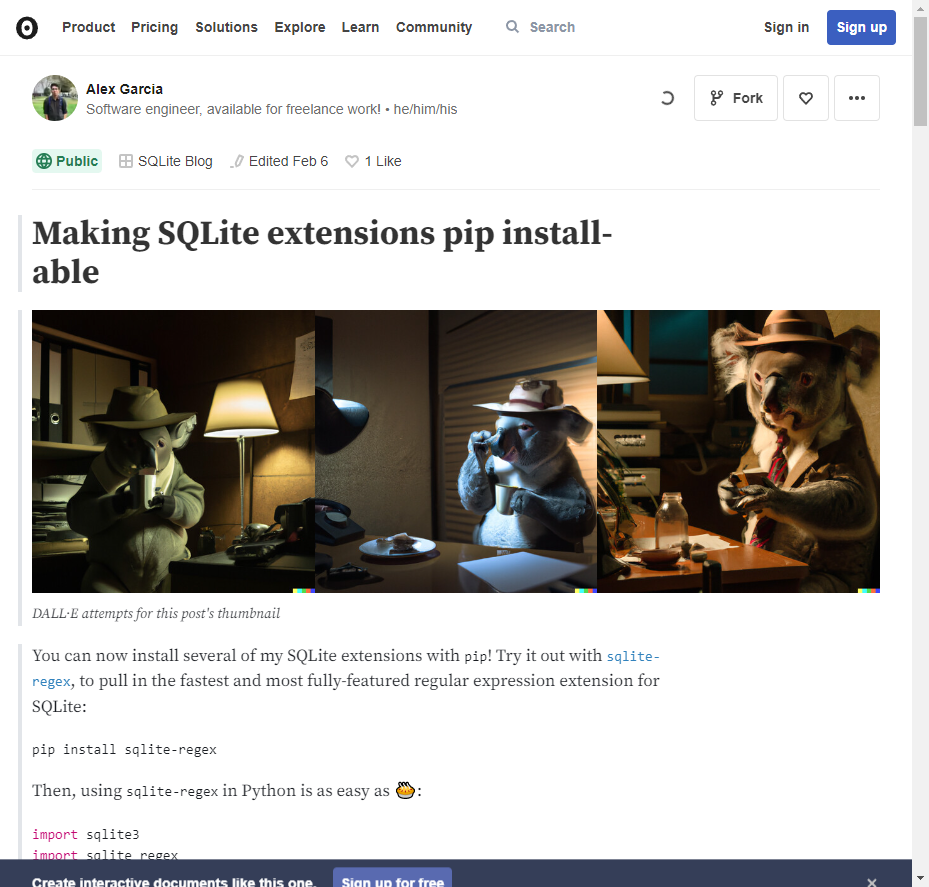 Product Pricing Solutions Explore Learn Community Search Sign in Sign up
Alex Garcia
Software engineer, available for freelance work! • he/him/his
Fork
Public SQLite Blog Edited Feb 6 1 Like
Making SQLite extensions pip install-
able
DALL·E attempts for this post's thumbnail
You can now install several of my SQLite extensions with pip! Try it out with sqlite-
regex, to pull in the fastest and most fully-featured regular expression extension for
SQLite:
pip install sqlite-regex
Then, using sqlite-regex in Python is as easy as 🥧:
import sqlite3
import sqlite_regex
Create interactive documents like this one. Sign up for free